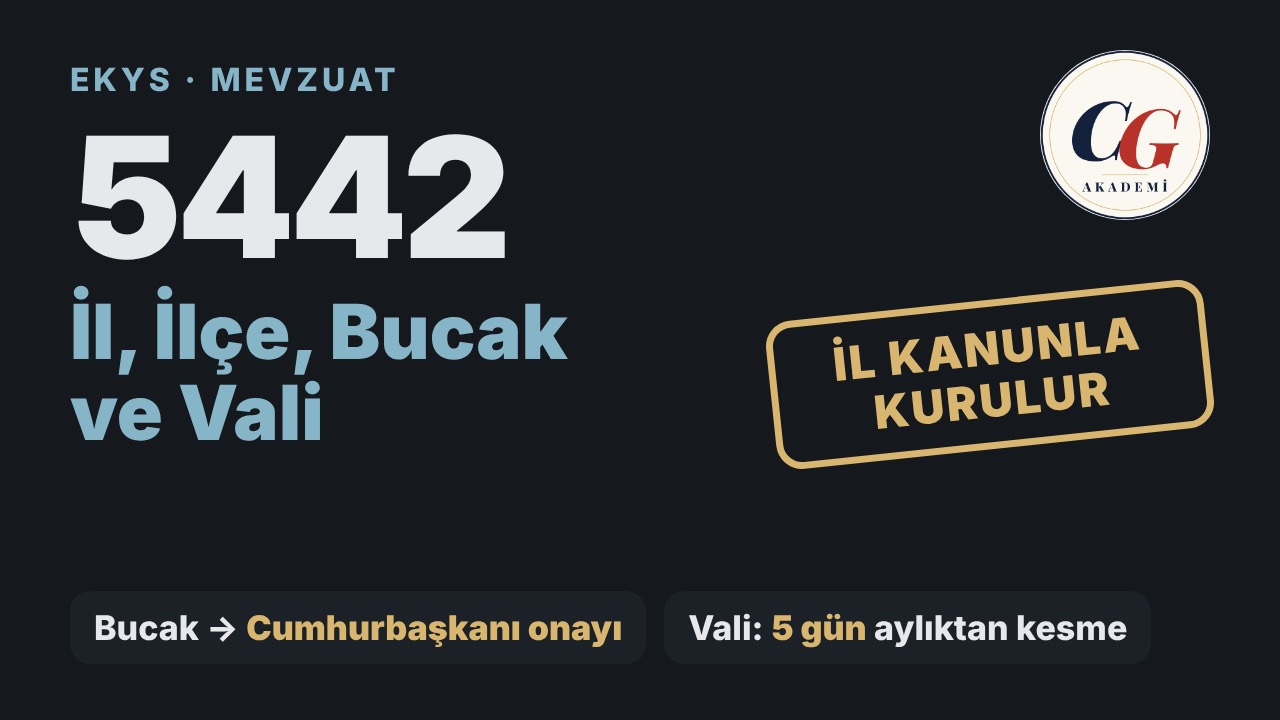 EKYS · MEVZUAT
5442
İl, İlçe, Bucak
ve Vali
CG
AKADEMİ
İL KANUNLA
KURULUR
Bucak → Cumhurbaşkanı onayı
Vali: 5 gün aylıktan kesme